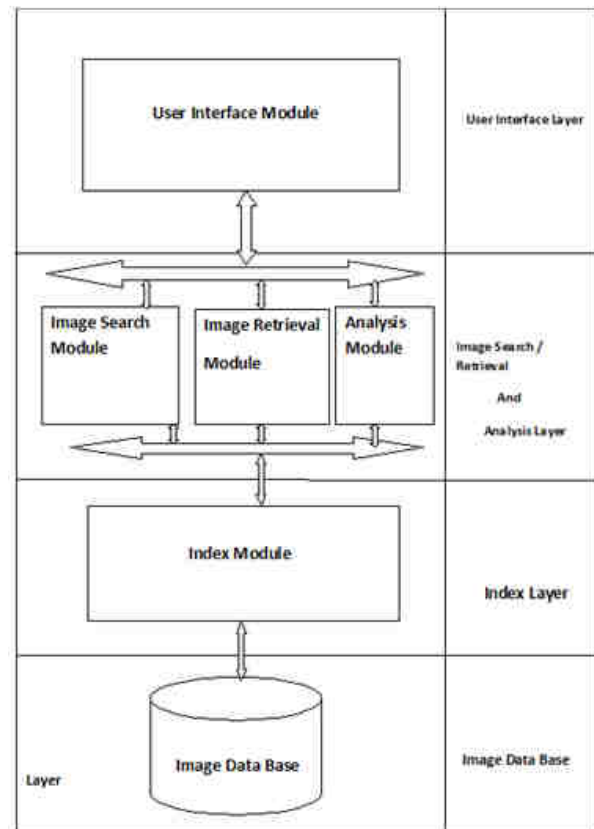 User Interface Module
User Interface Layer
Image Search
Module
Image Retrieval
Module
Analysis
Module
Image Search /
Retrieval
And
Analysis Layer
Index Module
Index Layer
Image Data Base
Image Data Base
Layer